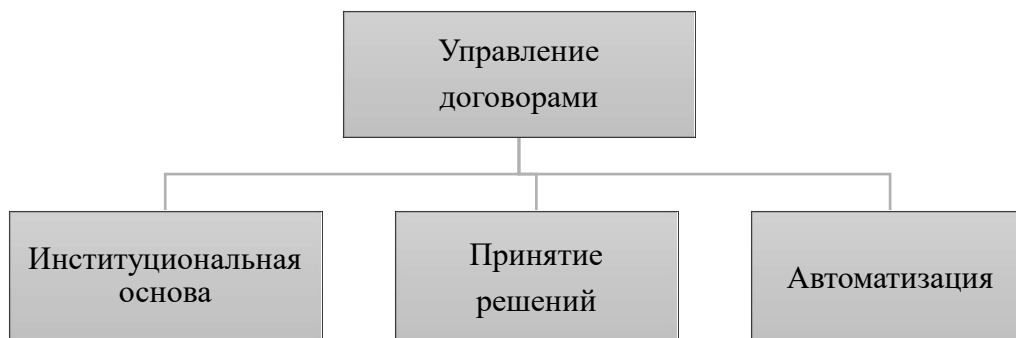 Управление
договорами
Институциональная
основа
Принятие
решений
Автоматизация